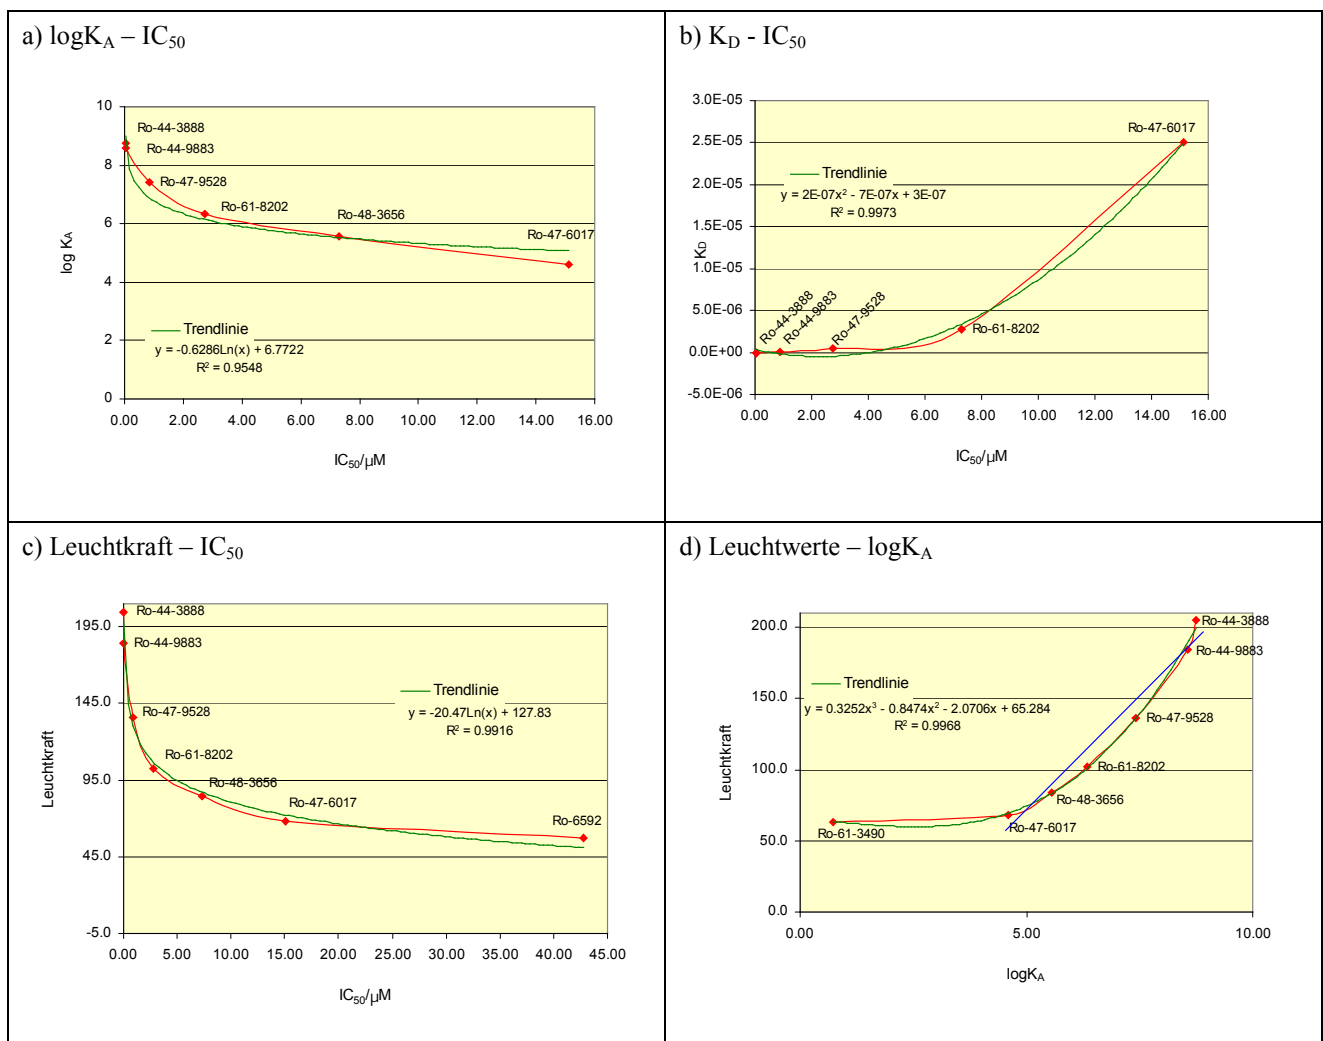 a) logKA – IC50
10
8
6
4
2
0
log KA
Ro-44-3888
Ro-44-9883
Ro-47-9528
Ro-61-8202
Ro-48-3656
Ro-47-6017
Trendlinie
y = -0.6286Ln(x) + 6.7722
R² = 0.9548
0.00 2.00 4.00 6.00 8.00 10.00 12.00 14.00 16.00
IC50/µM
b) KD - IC50
3.0E-05
2.5E-05
2.0E-05
1.5E-05
1.0E-05
5.0E-06
0.0E+00
-5.0E-06
KD
Ro-47-6017
Trendlinie
y = 2E-07x² - 7E-07x + 3E-07
R² = 0.9973
Ro-44-3888
Ro-44-9883
Ro-47-9528
Ro-61-8202
0.00 2.00 4.00 6.00 8.00 10.00 12.00 14.00 16.00
IC50/µM
c) Leuchtkraft – IC50
195.0
145.0
95.0
45.0
-5.0
Leuchtkraft
Ro-44-3888
Ro-44-9883
Ro-47-9528
Ro-61-8202
Ro-48-3656
Ro-47-6017
Ro-6592
Trendlinie
y = -20.47Ln(x) + 127.83
R² = 0.9916
0.00 5.00 10.00 15.00 20.00 25.00 30.00 35.00 40.00 45.00
IC50/µM
d) Leuchtwerte – logKA
200.0
150.0
100.0
50.0
0.0
Leuchtkraft
Ro-44-3888
Ro-44-9883
Trendlinie
y = 0.3252x³ - 0.8474x² - 2.0706x + 65.284
R² = 0.9968
Ro-47-9528
Ro-61-8202
Ro-48-3656
Ro-47-6017
Ro-61-3490
0.00 5.00 10.00
logKA